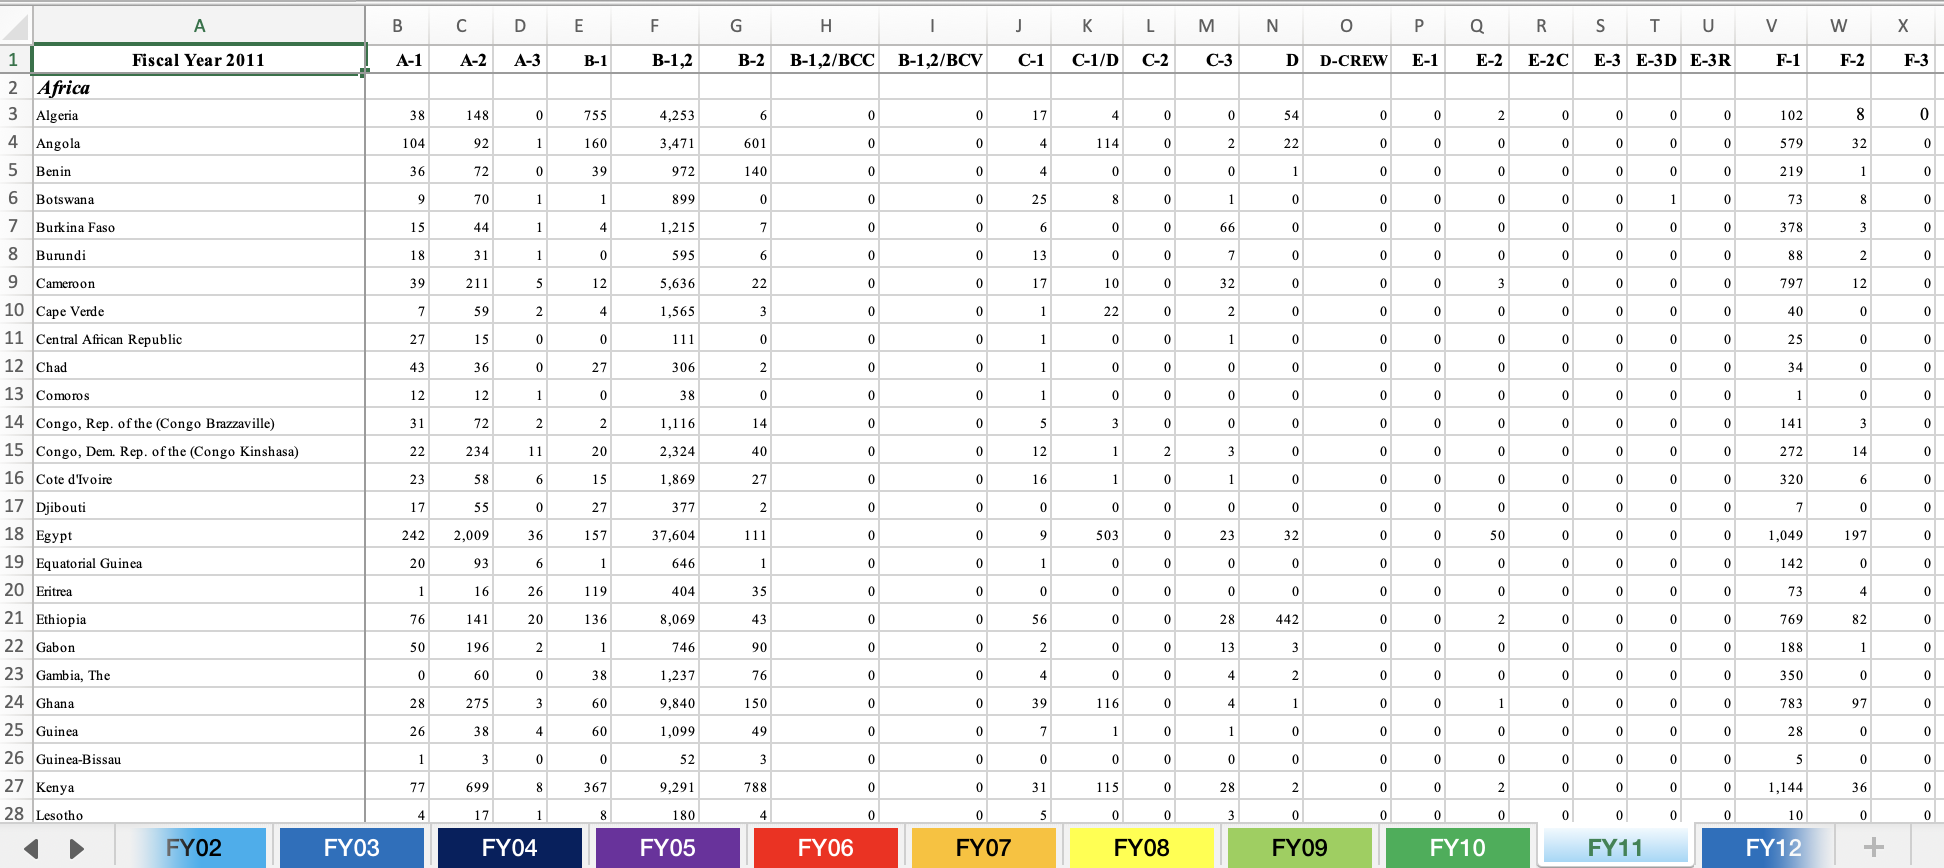 A B C D E F G H I J K L M N O P Q R S T U V W X
1 Fiscal Year 2011 A-1 A-2 A-3 B-1 B-1,2 B-2 B-1,2/BCC B-1,2/BCV C-1 C-1/D C-2 C-3 D D-CREW E-1 E-2 E-2C E-3 E-3D E-3R F-1 F-2 F-3
2 Africa
3 Algeria 38 148 0 755 4,253 6 0 0 17 4 0 0 54 0 0 2 0 0 0 0 102 8 0
4 Angola 104 92 1 160 3,471 601 0 0 4 114 0 2 22 0 0 0 0 0 0 0 579 32 0
5 Benin 36 72 0 39 972 140 0 0 4 0 0 0 1 0 0 0 0 0 0 0 219 1 0
6 Botswana 9 70 1 1 899 0 0 0 25 8 0 1 0 0 0 0 0 0 1 0 73 8 0
7 Burkina Faso 15 44 1 4 1,215 7 0 0 6 0 0 66 0 0 0 0 0 0 0 0 378 3 0
8 Burundi 18 31 1 0 595 6 0 0 13 0 0 7 0 0 0 0 0 0 0 0 88 2 0
9 Cameroon 39 211 5 12 5,636 22 0 0 17 10 0 32 0 0 0 3 0 0 0 0 797 12 0
10 Cape Verde 7 59 2 4 1,565 3 0 0 1 22 0 2 0 0 0 0 0 0 0 0 40 0 0
11 Central African Republic 27 15 0 0 111 0 0 0 1 0 0 1 0 0 0 0 0 0 0 0 25 0 0
12 Chad 43 36 0 27 306 2 0 0 1 0 0 0 0 0 0 0 0 0 0 0 34 0 0
13 Comoros 12 12 1 0 38 0 0 0 1 0 0 0 0 0 0 0 0 0 0 0 1 0 0
14 Congo, Rep. of the (Congo Brazzaville) 31 72 2 2 1,116 14 0 0 5 3 0 0 0 0 0 0 0 0 0 0 141 3 0
15 Congo, Dem. Rep. of the (Congo Kinshasa) 22 234 11 20 2,324 40 0 0 12 1 2 3 0 0 0 0 0 0 0 0 272 14 0
16 Cote d'Ivoire 23 58 6 15 1,869 27 0 0 16 1 0 1 0 0 0 0 0 0 0 0 320 6 0
17 Djibouti 17 55 0 27 377 2 0 0 0 0 0 0 0 0 0 0 0 0 0 0 7 0 0
18 Egypt 242 2,009 36 157 37,604 111 0 0 9 503 0 23 32 0 0 50 0 0 0 0 1,049 197 0
19 Equatorial Guinea 20 93 6 1 646 1 0 0 1 0 0 0 0 0 0 0 0 0 0 0 142 0 0
20 Eritrea 1 16 26 119 404 35 0 0 0 0 0 0 0 0 0 0 0 0 0 0 73 4 0
21 Ethiopia 76 141 20 136 8,069 43 0 0 56 0 0 28 442 0 0 2 0 0 0 0 769 82 0
22 Gabon 50 196 2 1 746 90 0 0 2 0 0 13 3 0 0 0 0 0 0 0 188 1 0
23 Gambia, The 0 60 0 38 1,237 76 0 0 4 0 0 4 2 0 0 0 0 0 0 0 350 0 0
24 Ghana 28 275 3 60 9,840 150 0 0 39 116 0 4 1 0 0 1 0 0 0 0 783 97 0
25 Guinea 26 38 4 60 1,099 49 0 0 7 1 0 1 0 0 0 0 0 0 0 0 28 0 0
26 Guinea-Bissau 1 3 0 0 52 3 0 0 0 0 0 0 0 0 0 0 0 0 0 0 5 0 0
27 Kenya 77 699 8 367 9,291 788 0 0 31 115 0 28 2 0 0 2 0 0 0 0 1,144 36 0
28 Lesotho 4 17 1 8 180 4 0 0 5 0 0 3 0 0 0 0 0 0 0 0 10 0 0
FY02 FY03 FY04 FY05 FY06 FY07 FY08 FY09 FY10 FY11 FY12